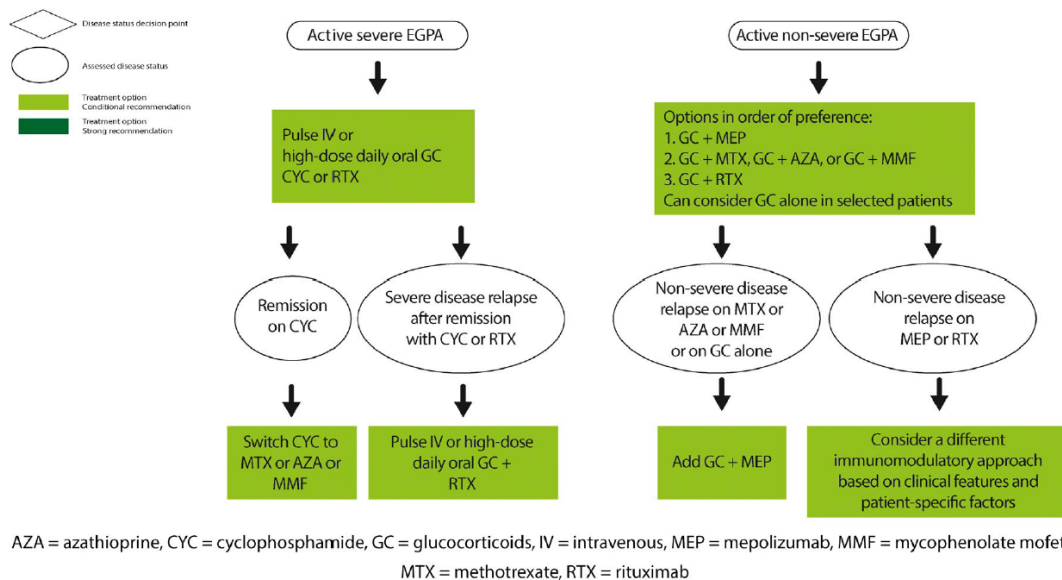 Disease status decision point
Assessed disease status
Treatment option
Conditional recommendation
Treatment option
Strong recommendation
Active severe EGPA
Pulse IV or
high-dose daily oral GC
CYC or RTX
Remission
on CYC
Severe disease relapse
after remission
with CYC or RTX
Switch CYC to
MTX or AZA or
MMF
Pulse IV or high-dose
daily oral GC +
RTX
Active non-severe EGPA
Options in order of preference:
1. GC + MEP
2. GC + MTX, GC + AZA, or GC + MMF
3. GC + RTX
Can consider GC alone in selected patients
Non-severe disease
relapse on MTX or
AZA or MMF
or on GC alone
Non-severe disease
relapse on
MEP or RTX
Add GC + MEP
Consider a different
immunomodulatory approach
based on clinical features and
patient-specific factors
AZA = azathioprine, CYC = cyclophosphamide, GC = glucocorticoids, IV = intravenous, MEP = mepolizumab, MMF = mycophenolate mofet
MTX = methotrexate, RTX = rituximab